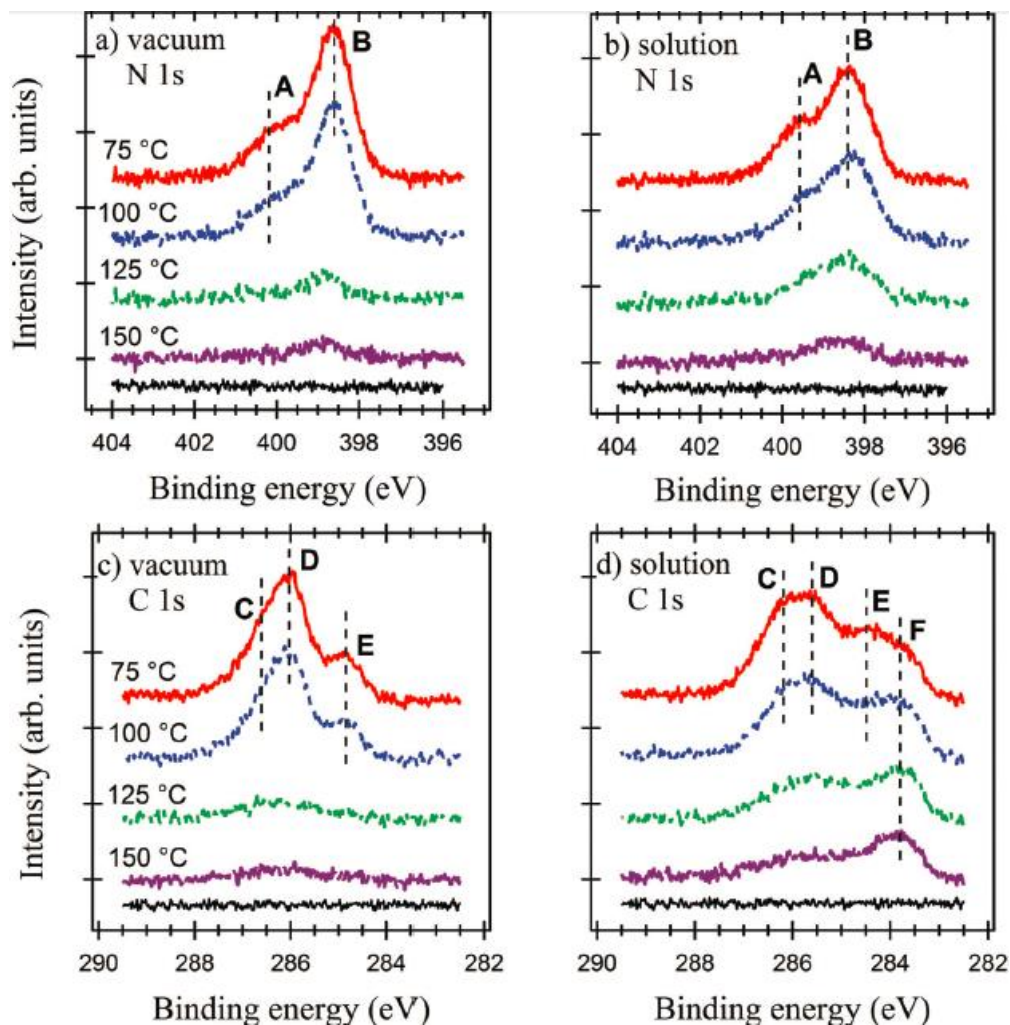 a) vacuum
N 1s
A
B
75 °C
100 °C
125 °C
150 °C
404 402 400 398 396
Binding energy (eV)
Intensity (arb. units)
b) solution
N 1s
A
B
404 402 400 398 396
Binding energy (eV)
c) vacuum
C 1s
C
D
E
75 °C
100 °C
125 °C
150 °C
290 288 286 284 282
Binding energy (eV)
Intensity (arb. units)
d) solution
C 1s
C
D
E
F
290 288 286 284 282
Binding energy (eV)